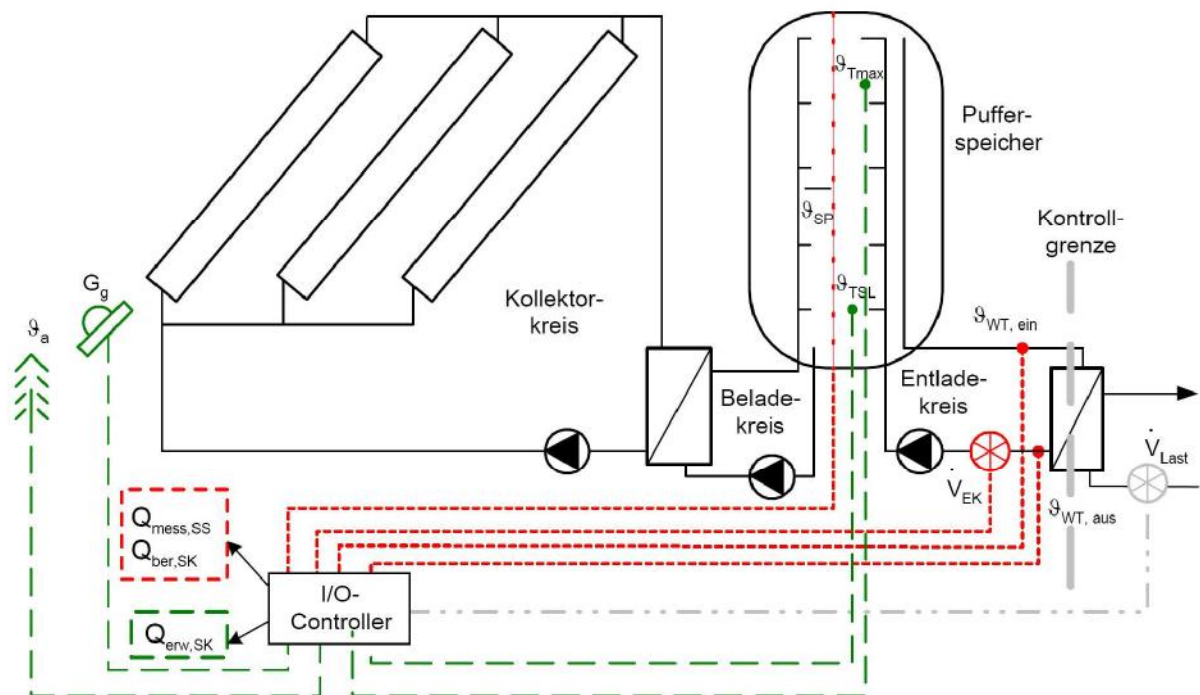 ϑTmax
Puffer-
speicher
ϑSP
Kontroll-
grenze
Gg
Kollektor-
kreis
ϑTSL
ϑWT, ein
ϑa
Entlade-
kreis
Belade-
kreis
V̇Last
V̇EK
ϑWT, aus
Qmess,SS
Qber,SK
I/O-
Controller
Qerw,SK